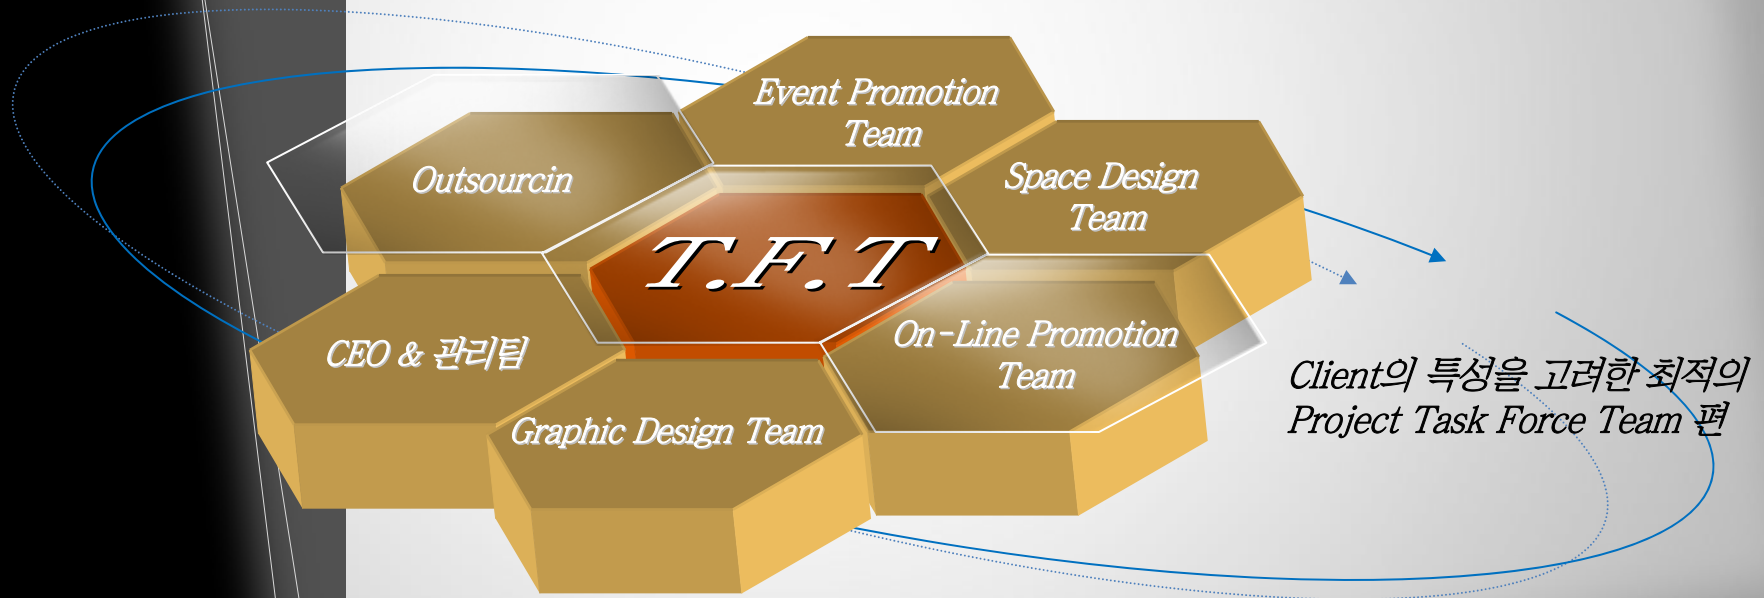 Event Promotion
Team
Outsourcin
Space Design
Team
T.F.T
CEO & 관리팀
On-Line Promotion
Team
Graphic Design Team
Client의 특성을 고려한 최적의
Project Task Force Team 편